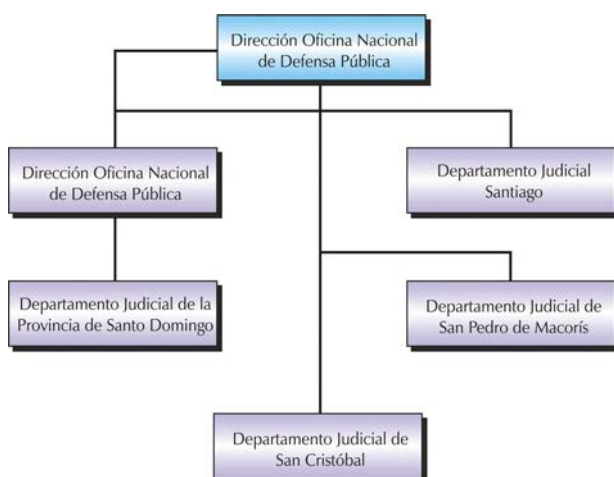 Dirección Oficina Nacional
de Defensa Pública
Dirección Oficina Nacional
de Defensa Pública
Departamento Judicial
Santiago
Departamento Judicial de la
Provincia de Santo Domingo
Departamento Judicial de
San Pedro de Macorís
Departamento Judicial de
San Cristóbal